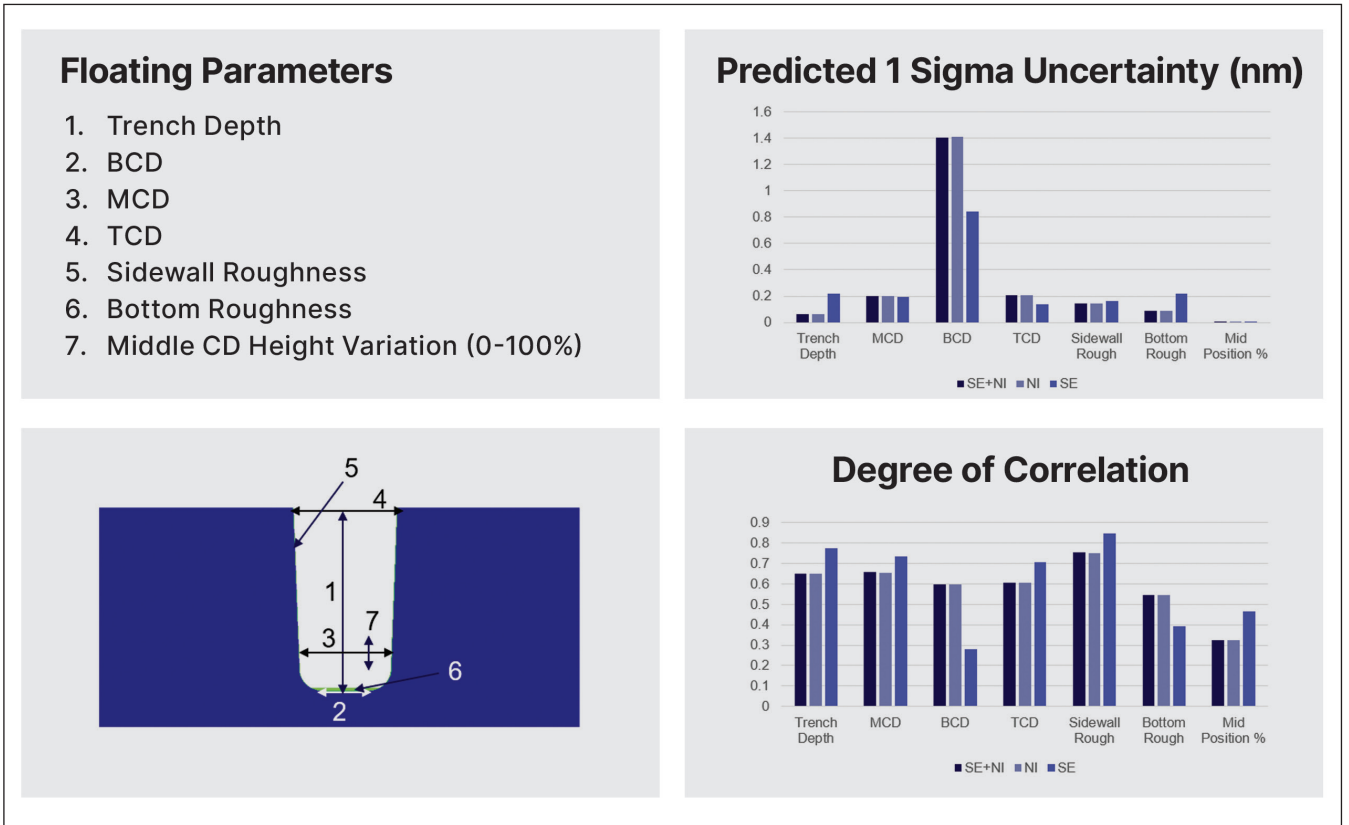 Floating Parameters
1. Trench Depth
2. BCD
3. MCD
4. TCD
5. Sidewall Roughness
6. Bottom Roughness
7. Middle CD Height Variation (0-100%)
Predicted 1 Sigma Uncertainty (nm)
1.6
1.4
1.2
1
0.8
0.6
0.4
0.2
0
Trench Depth
MCD
BCD
TCD
Sidewall Rough
Bottom Rough
Mid Position %
SE+NI NI SE
5
4
1
7
3
6
2
Degree of Correlation
0.9
0.8
0.7
0.6
0.5
0.4
0.3
0.2
0.1
0
Trench Depth
MCD
BCD
TCD
Sidewall Rough
Bottom Rough
Mid Position %
SE+NI NI SE